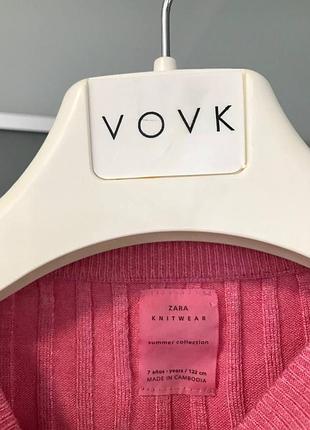 VOVK
ZARA
KNITWEAR
summer collection
7 años - years / 122 cm
MADE IN CAMBODIA